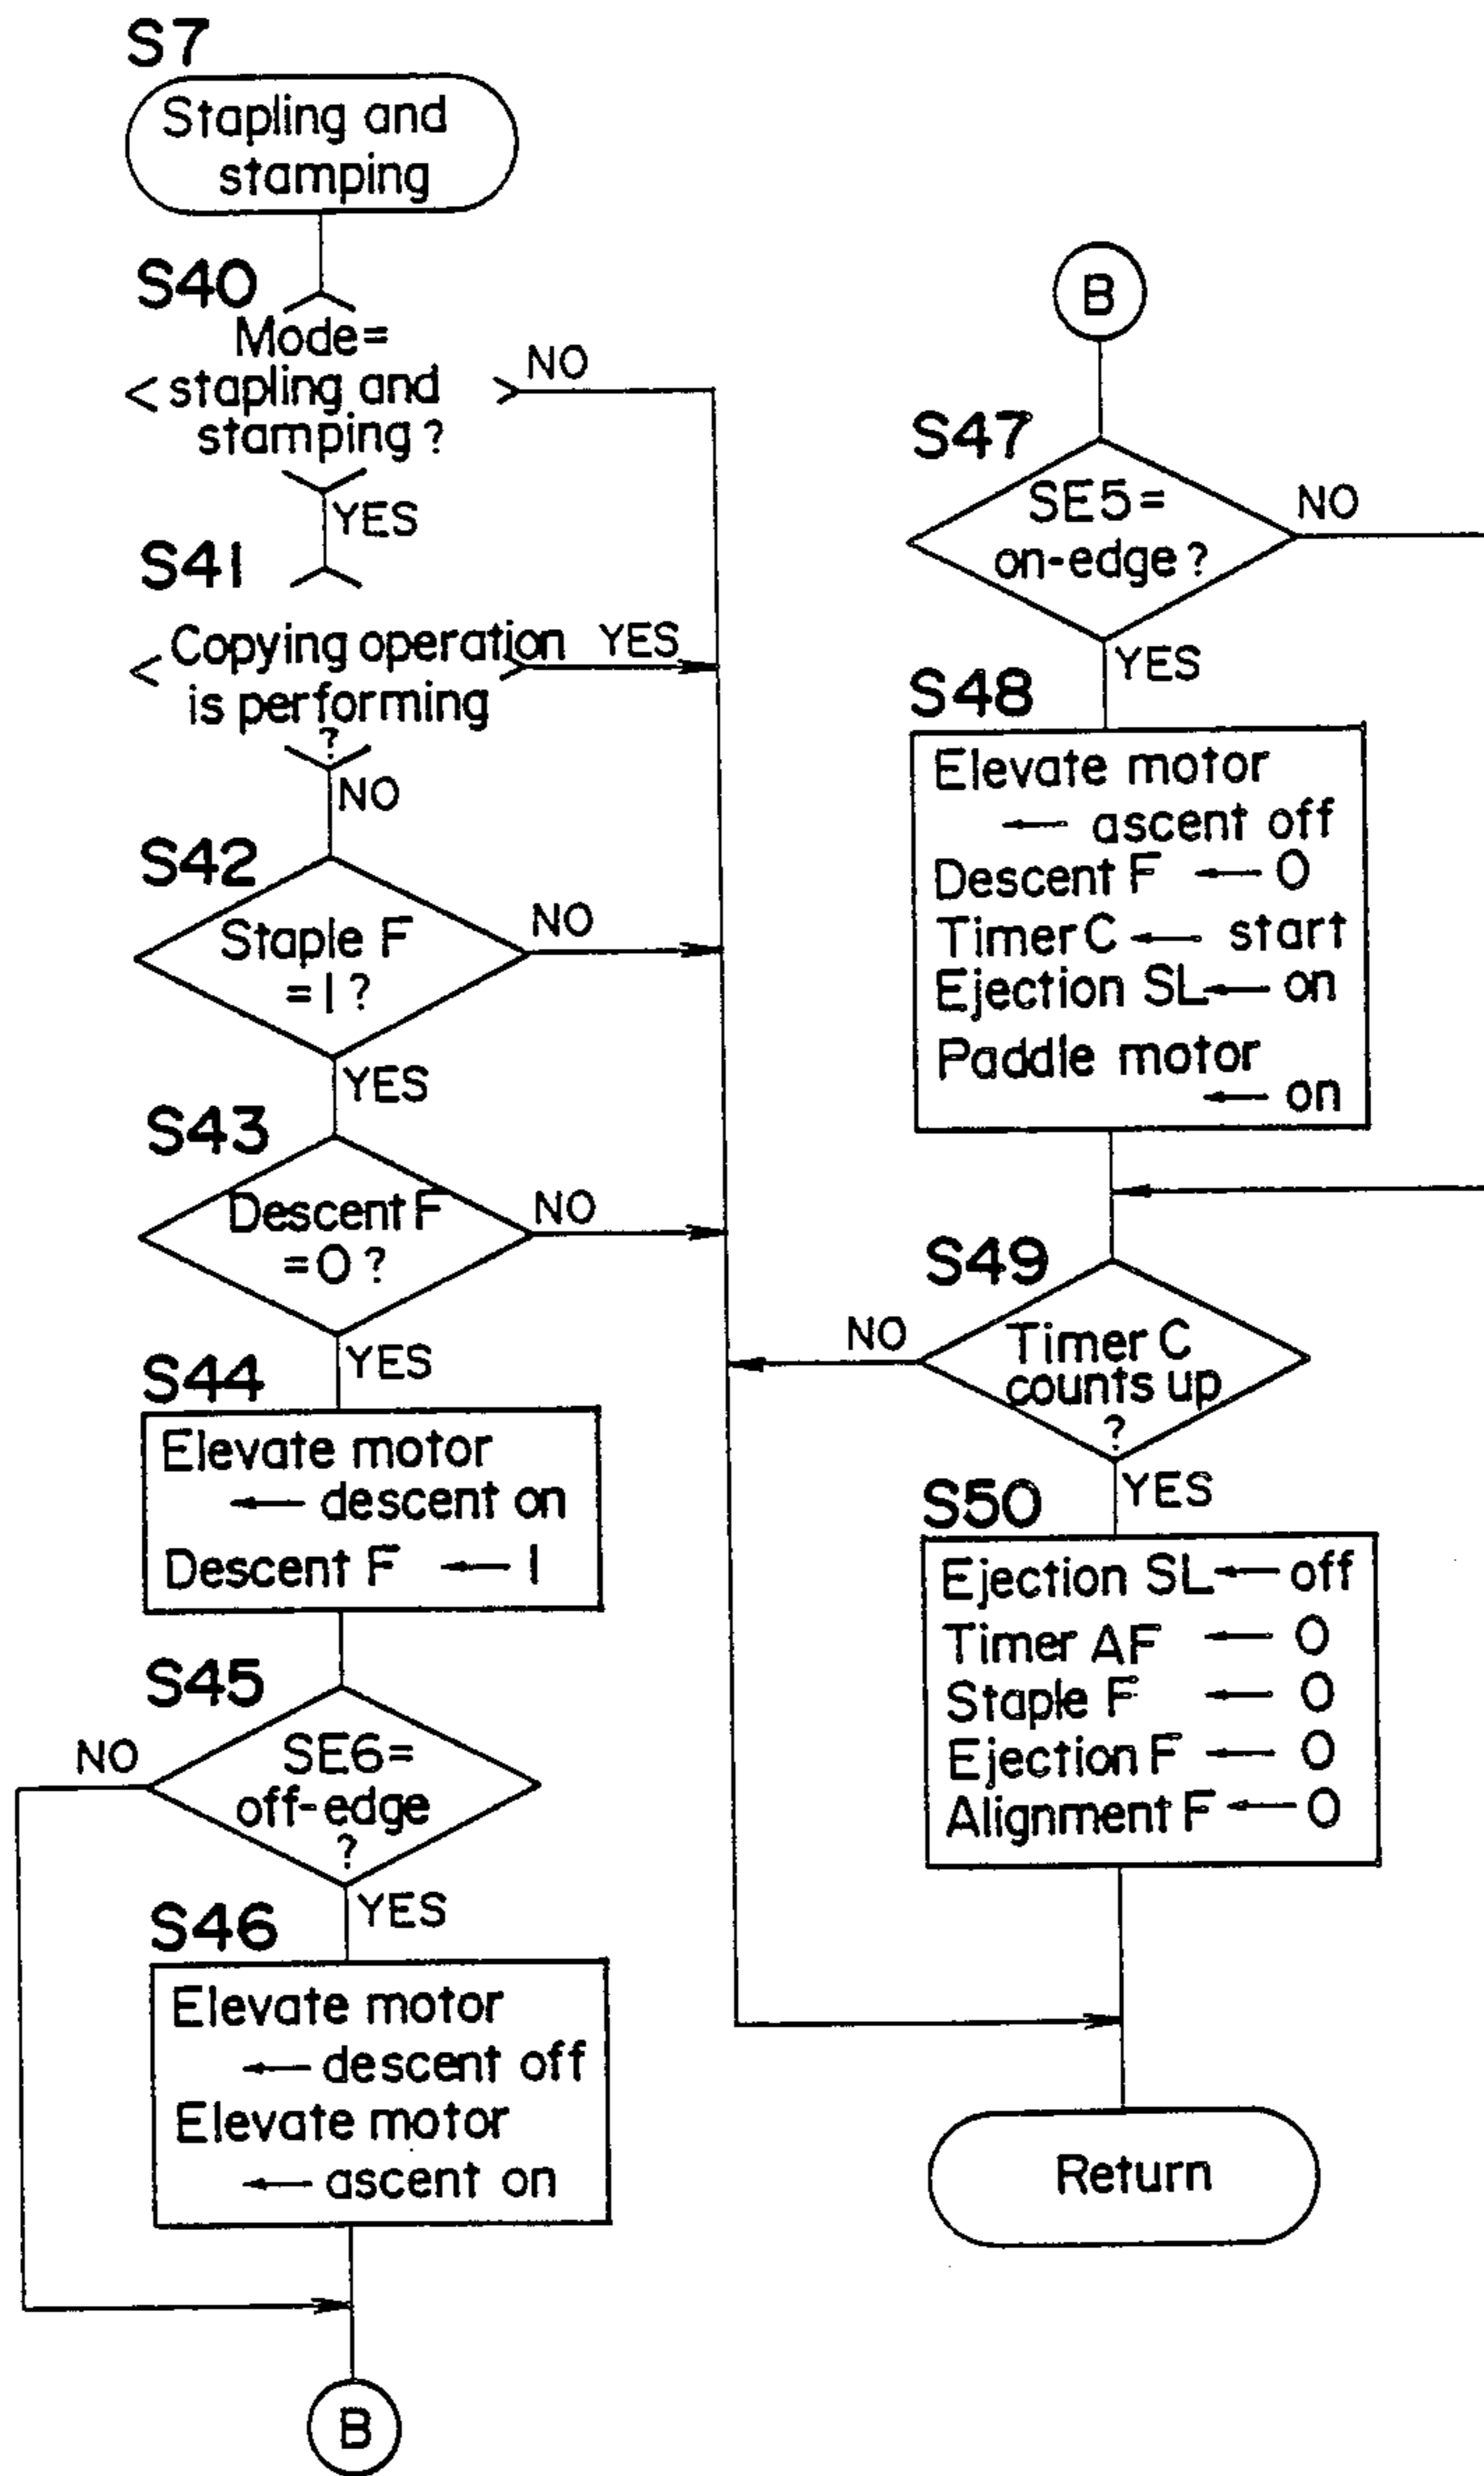 S7
Stapling and
stamping
S40
Mode=
stapling and
stamping?
NO
YES
S41
Copying operation
is performing
?
YES
NO
S42
Staple F
=1?
NO
YES
S43
Descent F
=0?
NO
YES
S44
Elevate motor
← descent on
Descent F ← 1
S45
SE6=
off-edge
?
NO
YES
S46
Elevate motor
← descent off
Elevate motor
← ascent on
B
B
S47
SE5=
on-edge?
NO
YES
S48
Elevate motor
← ascent off
Descent F ← 0
Timer C ← start
Ejection SL ← on
Paddle motor
← on
S49
Timer C
counts up
?
NO
YES
S50
Ejection SL ← off
Timer AF ← 0
Staple F ← 0
Ejection F ← 0
Alignment F ← 0
Return